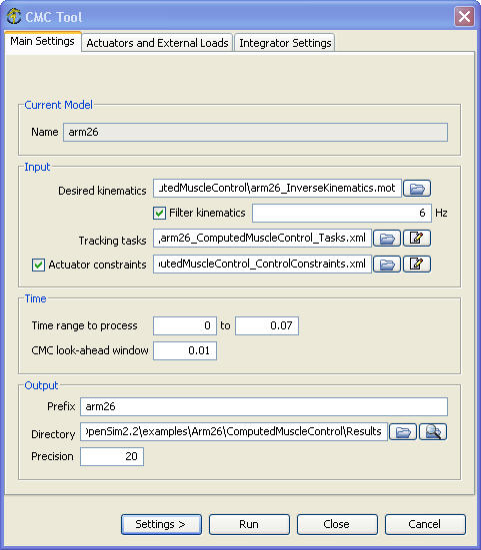 CMC Tool
Main Settings Actuators and External Loads Integrator Settings
Current Model
Name arm26
Input
Desired kinematics utedMuscleControl\arm26_InverseKinematics.mot
Filter kinematics 6 Hz
Tracking tasks arm26_ComputedMuscleControl_Tasks.xml
Actuator constraints utedMuscleControl_ControlConstraints.xml
Time
Time range to process 0 to 0.07
CMC look-ahead window 0.01
Output
Prefix arm26
Directory penSim2.2\examples\Arm26\ComputedMuscleControl\Results
Precision 20
Settings > Run Close Cancel